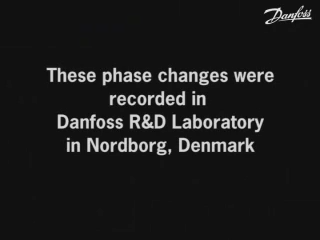 Danfoss
These phase changes were
recorded in
Danfoss R&D Laboratory
in Nordborg, Denmark